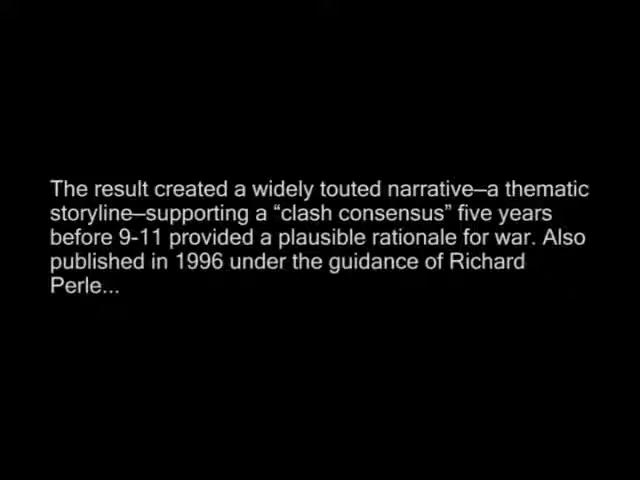 The result created a widely touted narrative—a thematic
storyline—supporting a “clash consensus” five years
before 9-11 provided a plausible rationale for war. Also
published in 1996 under the guidance of Richard
Perle...